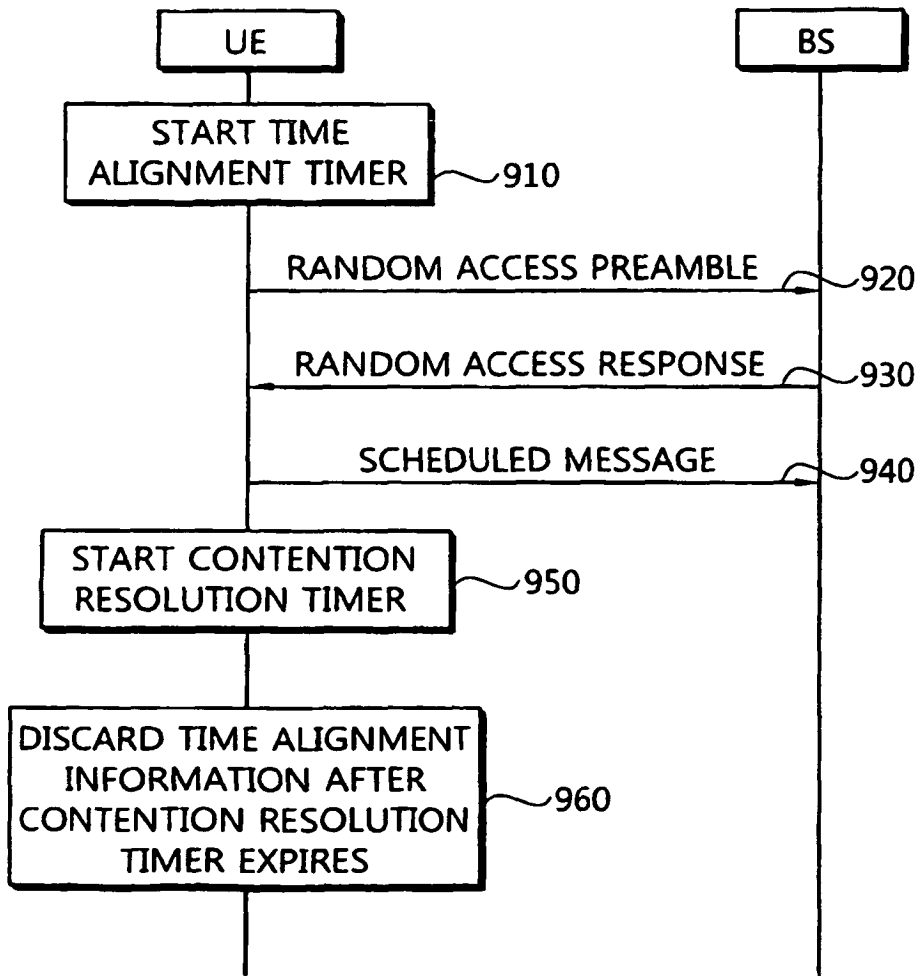 UE
BS
START TIME
ALIGNMENT TIMER
910
RANDOM ACCESS PREAMBLE
920
RANDOM ACCESS RESPONSE
930
SCHEDULED MESSAGE
940
START CONTENTION
RESOLUTION TIMER
950
DISCARD TIME ALIGNMENT
INFORMATION AFTER
CONTENTION RESOLUTION
TIMER EXPIRES
960